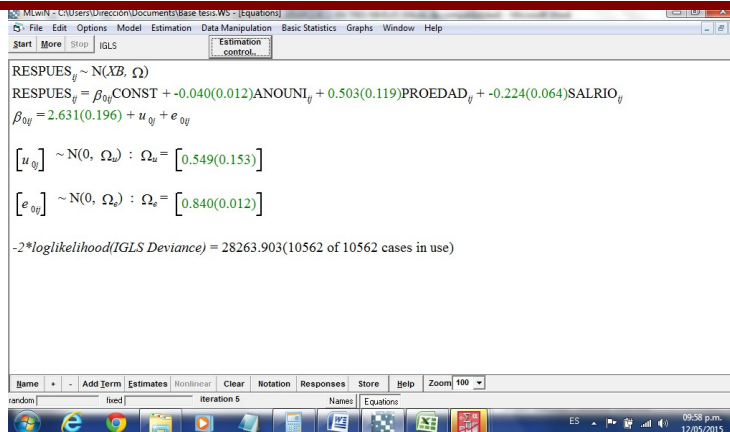 MLwiN - C:\Users\Dirección\Documents\Base tesis.WS - [Equations]
File Edit Options Model Estimation Data Manipulation Basic Statistics Graphs Window Help
Start More Stop IGLS Estimation control..
RESPUES_ij ~ N(XB, Ω)
RESPUES_ij = β_0ij CONST + -0.040(0.012)ANOUNI_ij + 0.503(0.119)PROEDAD_ij + -0.224(0.064)SALRIO_ij
β_0ij = 2.631(0.196) + u_0j + e_0ij
[u_0j] ~ N(0, Ω_u) : Ω_u = [0.549(0.153)]
[e_0ij] ~ N(0, Ω_e) : Ω_e = [0.840(0.012)]
-2*loglikelihood(IGLS Deviance) = 28263.903(10562 of 10562 cases in use)
Name + - Add Term Estimates Nonlinear Clear Notation Responses Store Help Zoom 100
random fixed iteration 5 Names Equations
ES 09:58 p.m.
12/05/2015